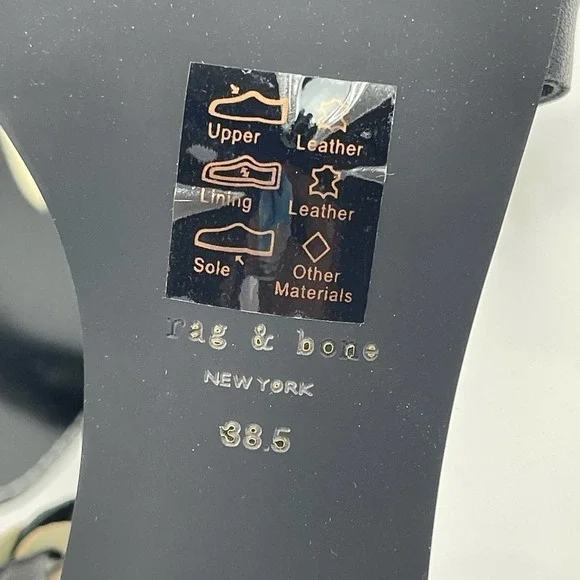 Upper Leather
Lining Leather
Sole Other
Materials
rag & bone
NEW YORK
38.5